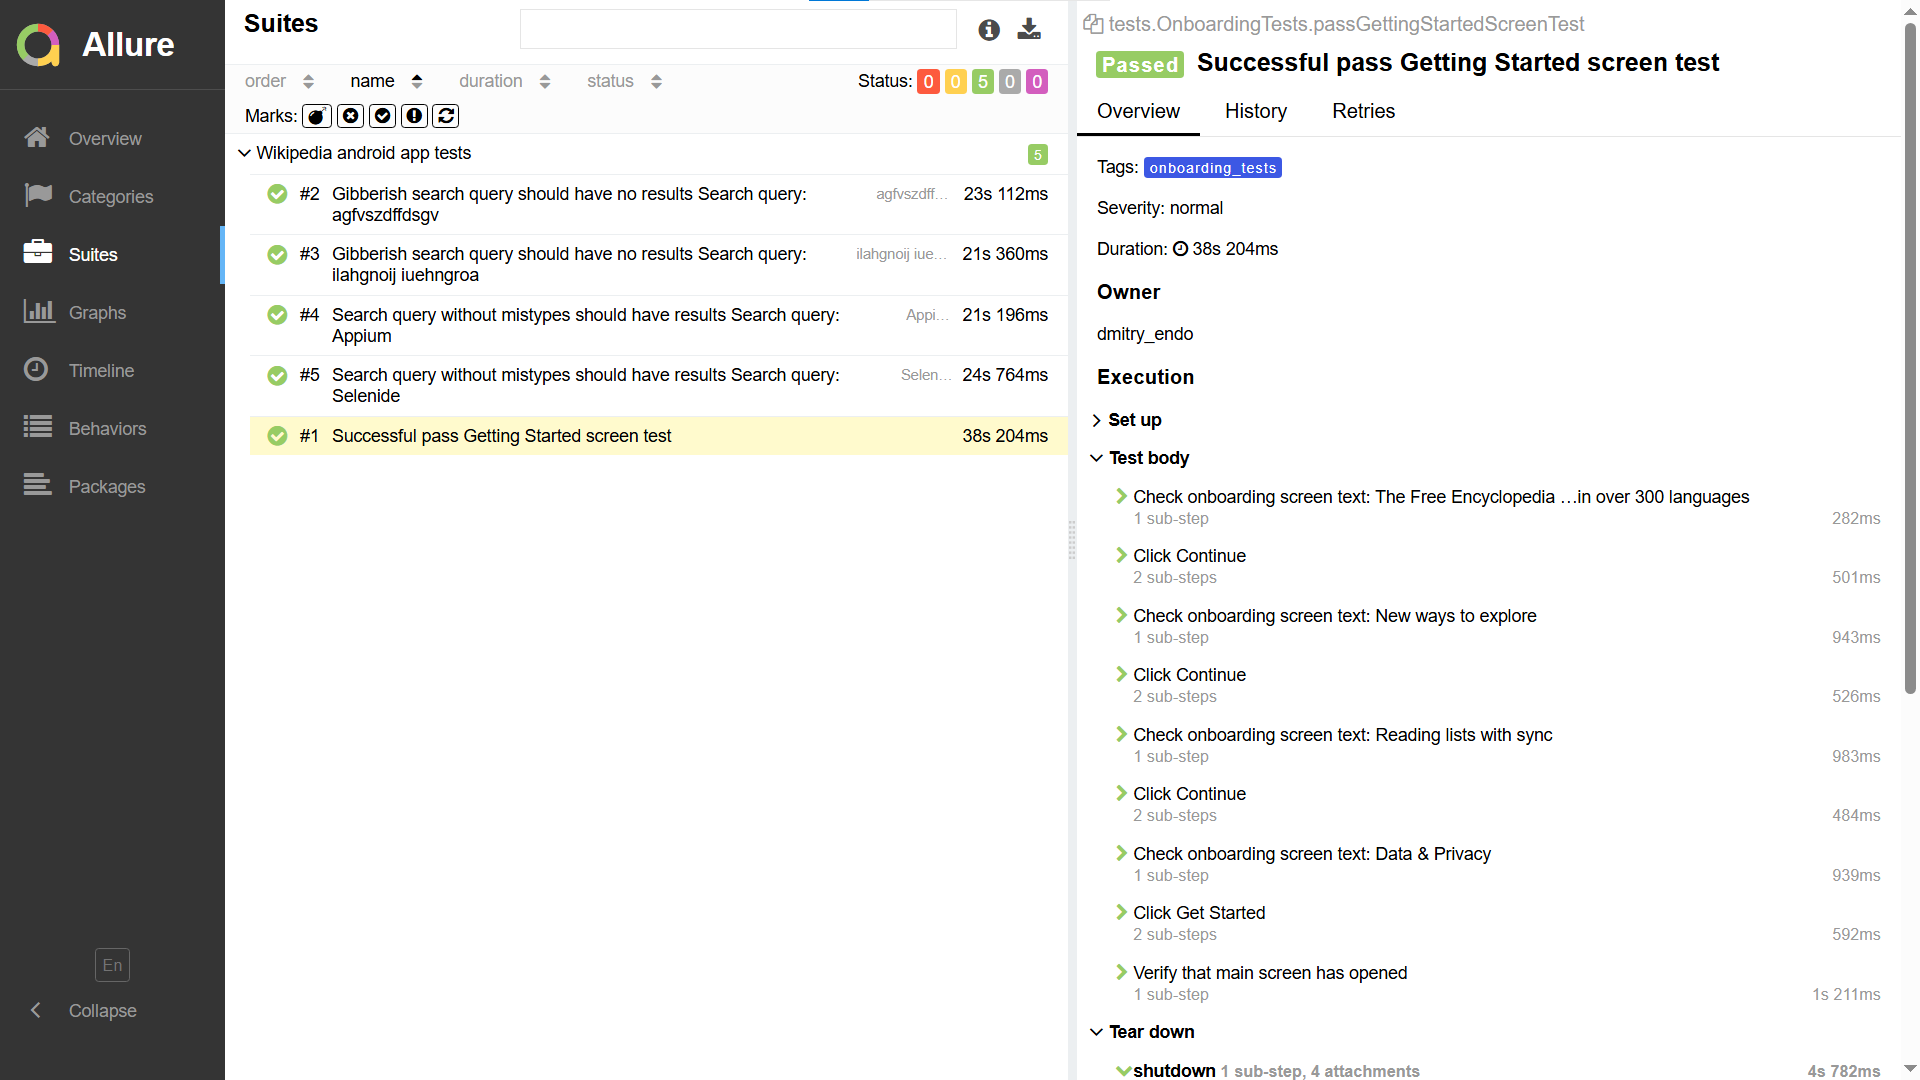 Allure
Overview
Categories
Suites
Graphs
Timeline
Behaviors
Packages
En
Collapse
Suites
order name duration status Status: 0 0 5 0 0
Marks:
Wikipedia android app tests 5
#2 Gibberish search query should have no results Search query: agfvszdff... 23s 112ms
agfvszdffdsgv
#3 Gibberish search query should have no results Search query: ilahgnoij iue... 21s 360ms
ilahgnoij iuehngroa
#4 Search query without mistypes should have results Search query: Appi... 21s 196ms
Appium
#5 Search query without mistypes should have results Search query: Selen... 24s 764ms
Selenide
#1 Successful pass Getting Started screen test 38s 204ms
tests.OnboardingTests.passGettingStartedScreenTest
Passed Successful pass Getting Started screen test
Overview History Retries
Tags: onboarding_tests
Severity: normal
Duration: 38s 204ms
Owner
dmitry_endo
Execution
Set up
Test body
Check onboarding screen text: The Free Encyclopedia …in over 300 languages
1 sub-step 282ms
Click Continue
2 sub-steps 501ms
Check onboarding screen text: New ways to explore
1 sub-step 943ms
Click Continue
2 sub-steps 526ms
Check onboarding screen text: Reading lists with sync
1 sub-step 983ms
Click Continue
2 sub-steps 484ms
Check onboarding screen text: Data & Privacy
1 sub-step 939ms
Click Get Started
2 sub-steps 592ms
Verify that main screen has opened
1 sub-step 1s 211ms
Tear down
shutdown 1 sub-step, 4 attachments 4s 782ms